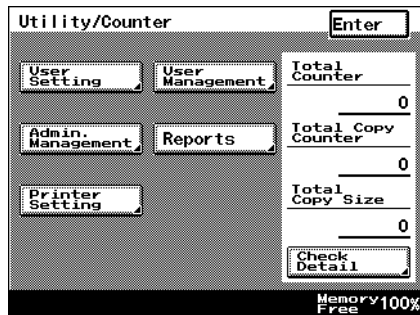 Utility/Counter
Enter
User
Setting
User
Management
Admin.
Management
Reports
Printer
Setting
Total
Counter
0
Total Copy
Counter
0
Total
Copy Size
0
Check
Detail
Memory
Free 100%